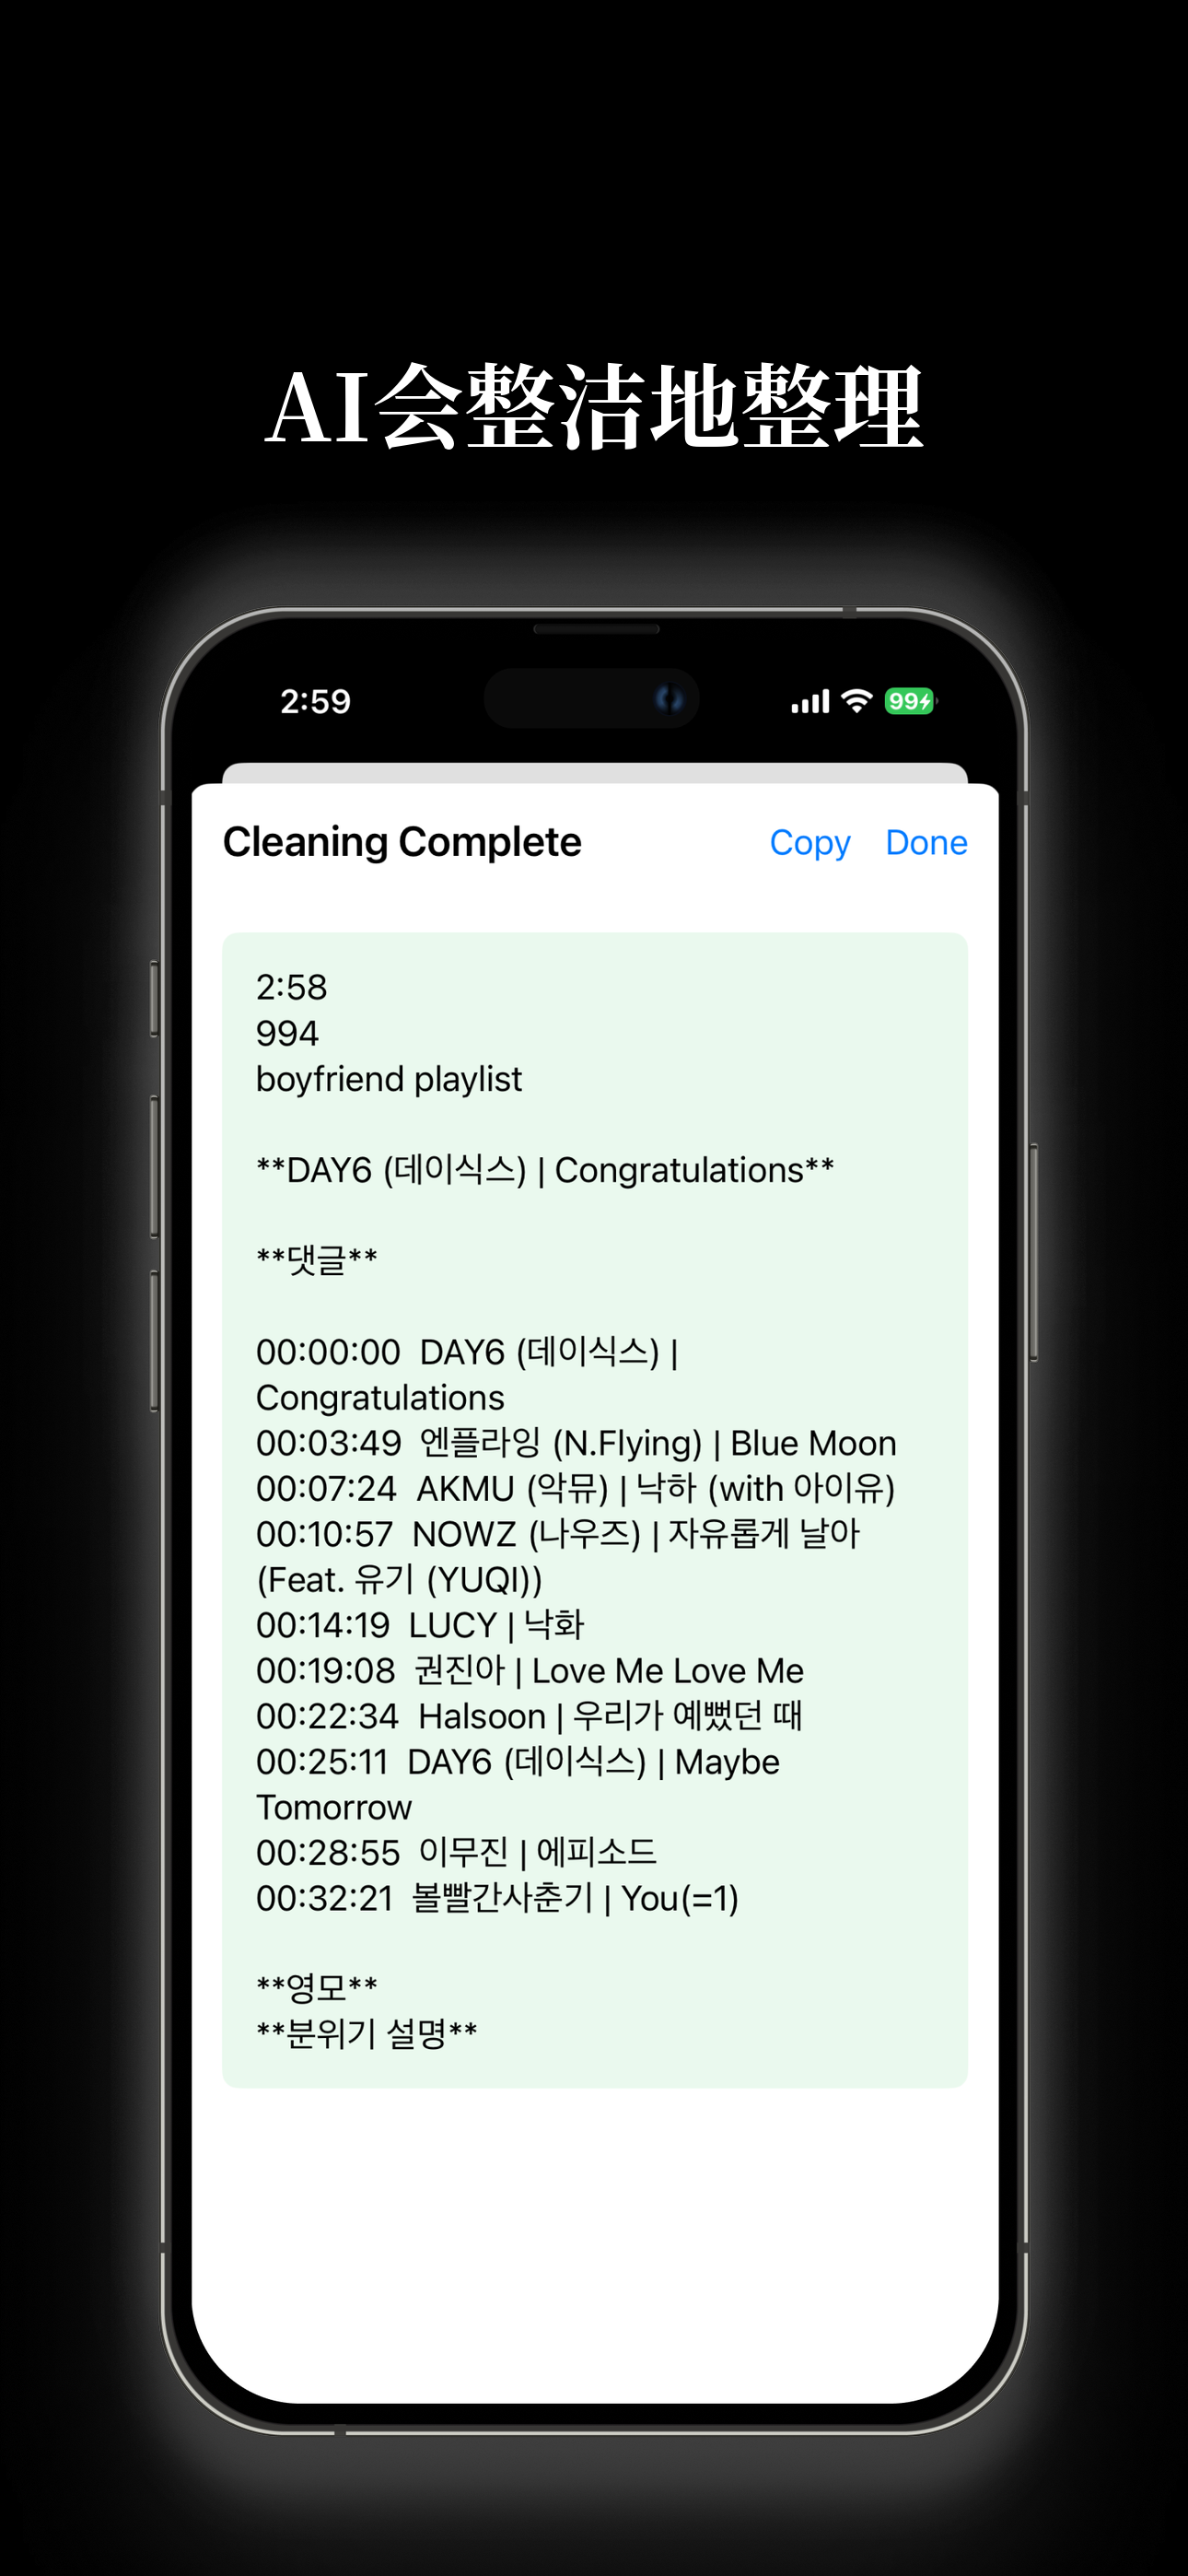 AI会整洁地整理
2:59
99
Cleaning Complete
Copy Done
2:58
994
boyfriend playlist
**DAY6 (데이식스) | Congratulations**
**댓글**
00:00:00 DAY6 (데이식스) |
Congratulations
00:03:49 엔플라잉 (N.Flying) | Blue Moon
00:07:24 AKMU (악뮤) | 낙하 (with 아이유)
00:10:57 NOWZ (나우즈) | 자유롭게 날아
(Feat. 유기 (YUQI))
00:14:19 LUCY | 낙화
00:19:08 권진아 | Love Me Love Me
00:22:34 Halsoon | 우리가 예뻤던 때
00:25:11 DAY6 (데이식스) | Maybe
Tomorrow
00:28:55 이무진 | 에피소드
00:32:21 볼빨간사춘기 | You(=1)
**영모**
**분위기 설명**